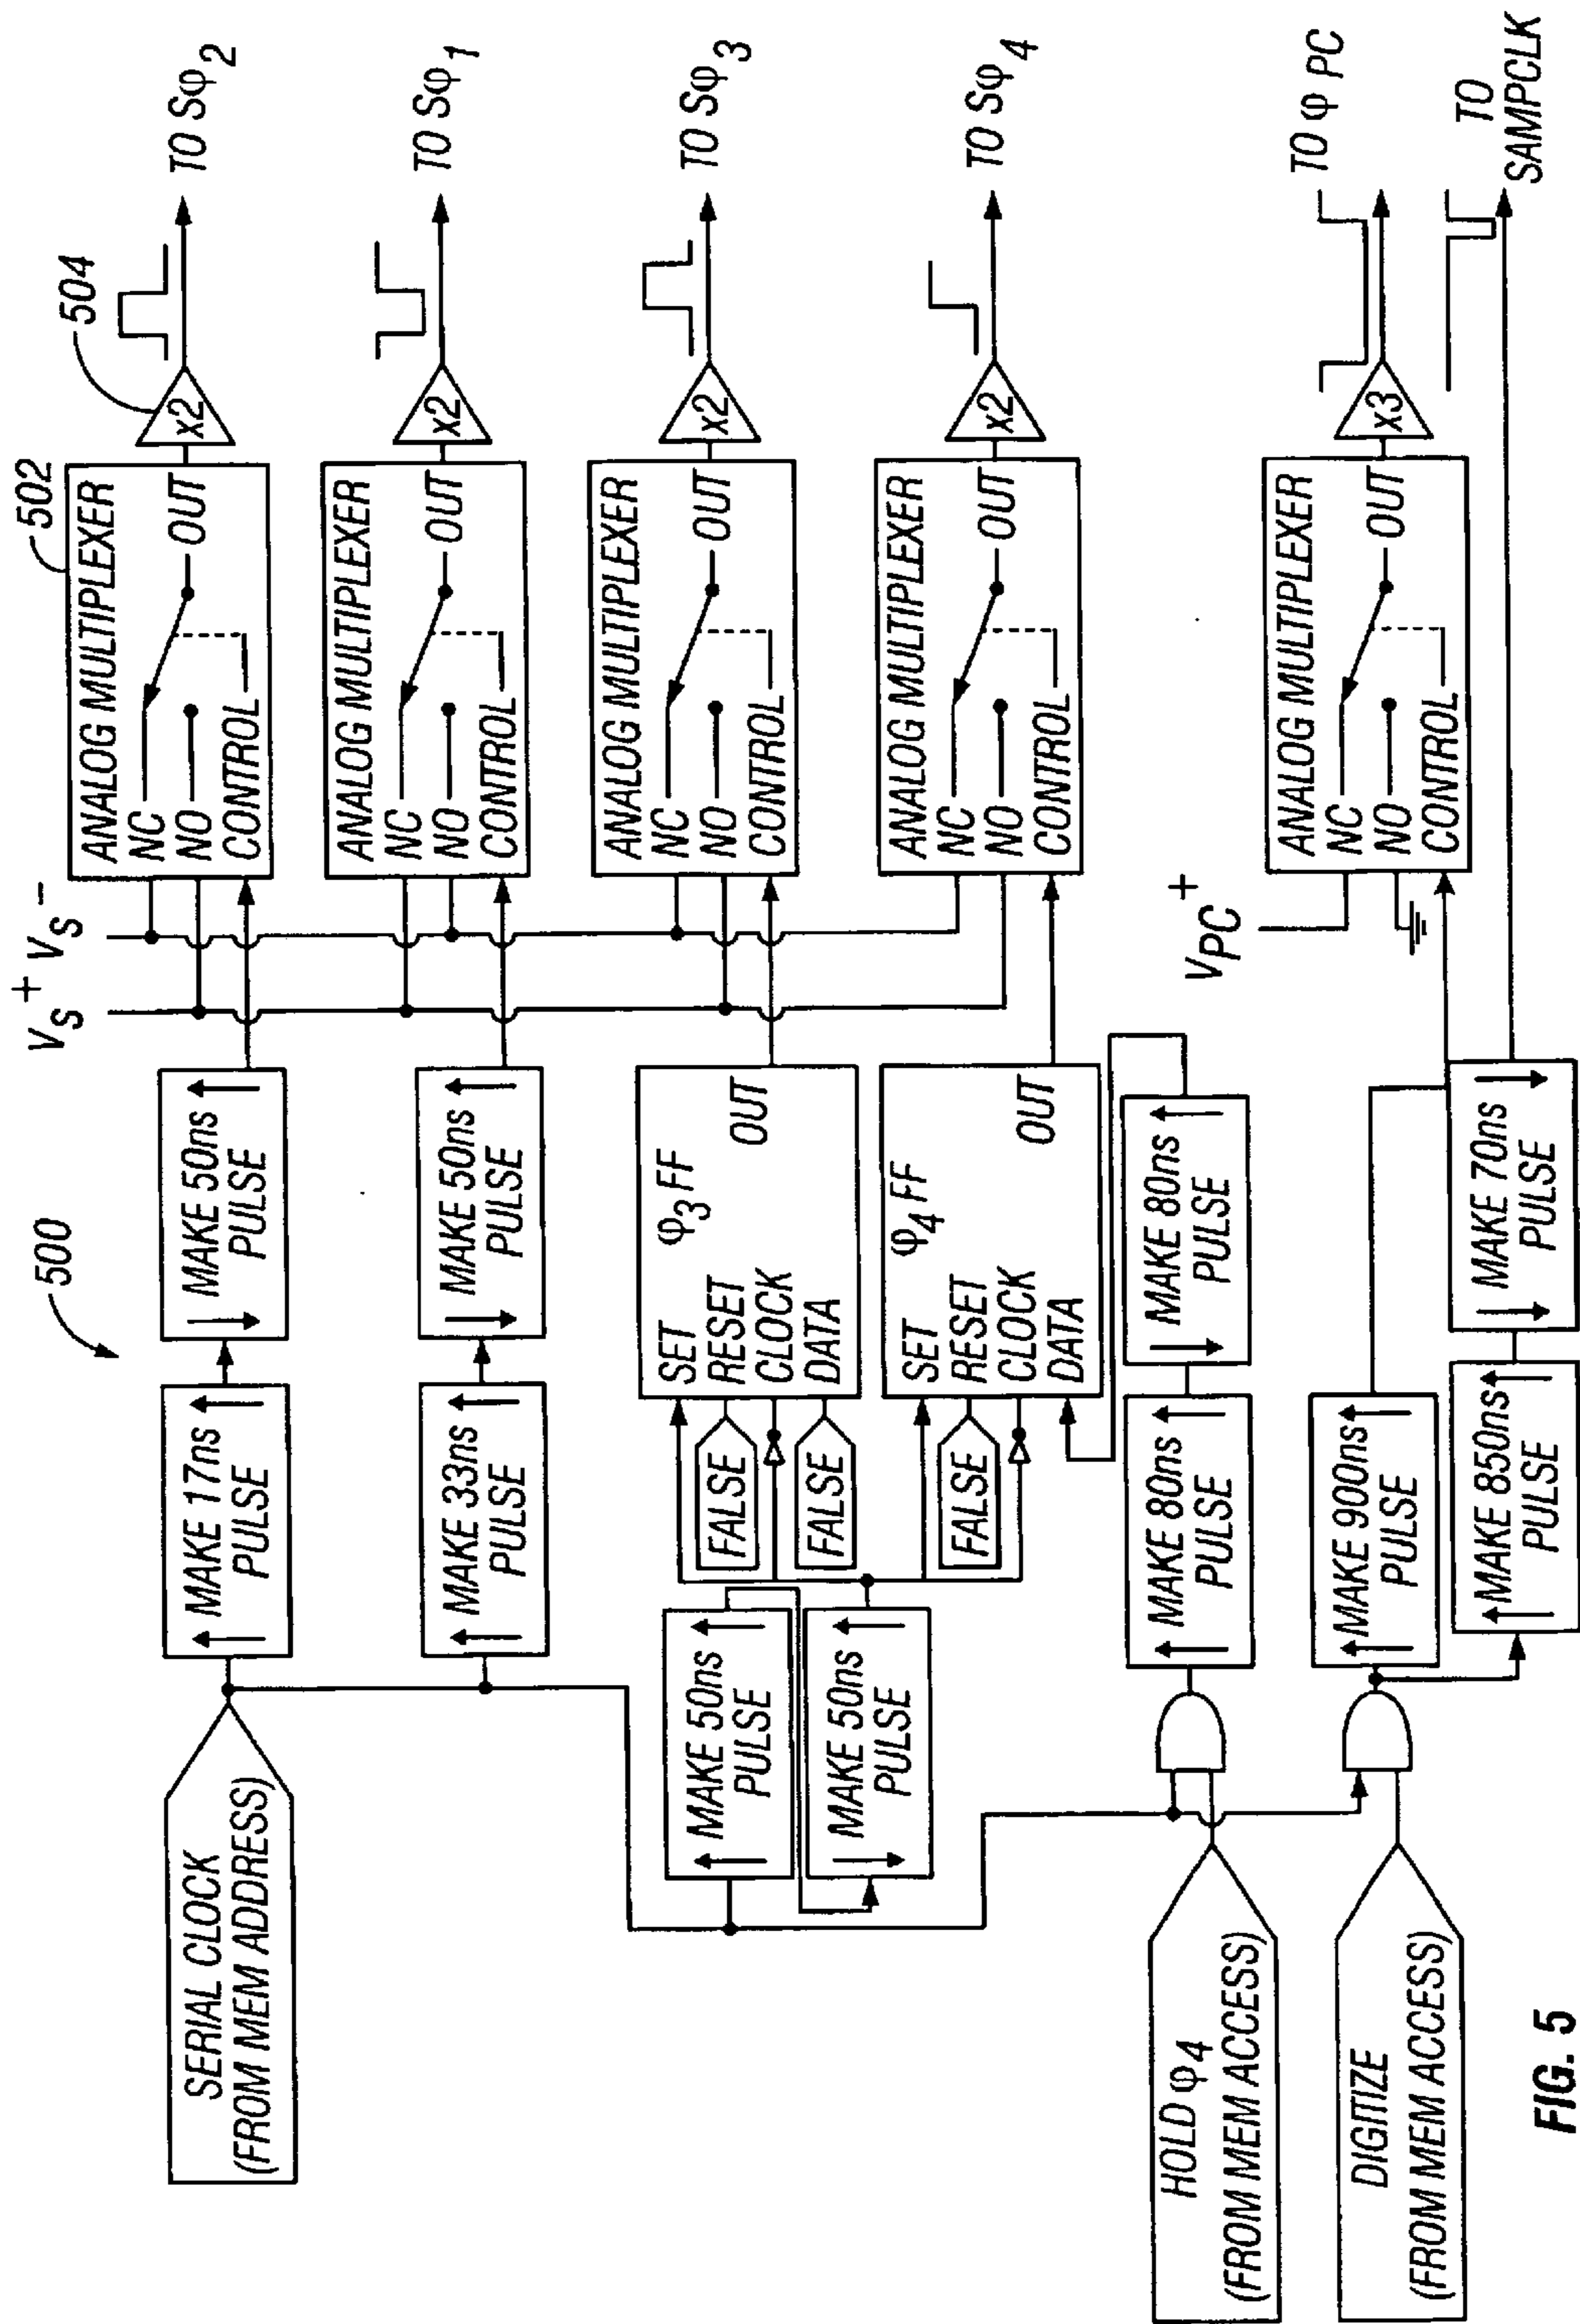 500
502
504
V_S^+ V_S^-
SERIAL CLOCK
(FROM MEM ADDRESS)
MAKE 17ns
PULSE
MAKE 50ns
PULSE
ANALOG MULTIPLEXER
NC
NO
CONTROL
OUT
x2
TO Sφ2
MAKE 33ns
PULSE
MAKE 50ns
PULSE
ANALOG MULTIPLEXER
NC
NO
CONTROL
OUT
x2
TO Sφ1
MAKE 50ns
PULSE
MAKE 50ns
PULSE
FALSE
FALSE
φ3 FF
SET
RESET
CLOCK
DATA
OUT
ANALOG MULTIPLEXER
NC
NO
CONTROL
OUT
x2
TO Sφ3
FALSE
φ4 FF
SET
RESET
CLOCK
DATA
OUT
ANALOG MULTIPLEXER
NC
NO
CONTROL
OUT
x2
TO Sφ4
HOLD φ4
(FROM MEM ACCESS)
MAKE 80ns
PULSE
MAKE 80ns
PULSE
V_PC^+
DIGITIZE
(FROM MEM ACCESS)
MAKE 900ns
PULSE
ANALOG MULTIPLEXER
NC
NO
CONTROL
OUT
x3
TO φ PC
MAKE 850ns
PULSE
MAKE 70ns
PULSE
TO
SAMPCLK
FIG. 5